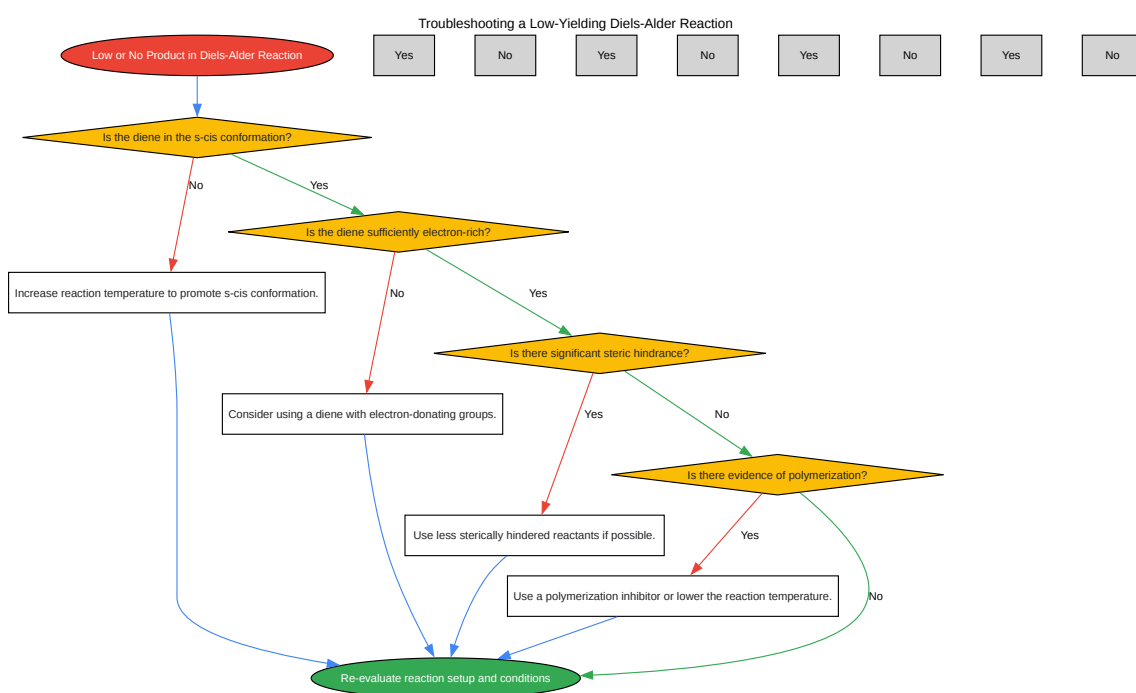 Troubleshooting a Low-Yielding Diels-Alder Reaction
Low or No Product in Diels-Alder Reaction
Yes
No
Yes
No
Yes
No
Yes
No
Is the diene in the s-cis conformation?
No
Yes
Is the diene sufficiently electron-rich?
Increase reaction temperature to promote s-cis conformation.
No
Yes
Is there significant steric hindrance?
Consider using a diene with electron-donating groups.
Yes
No
Is there evidence of polymerization?
Use less sterically hindered reactants if possible.
Yes
Use a polymerization inhibitor or lower the reaction temperature.
No
Re-evaluate reaction setup and conditions